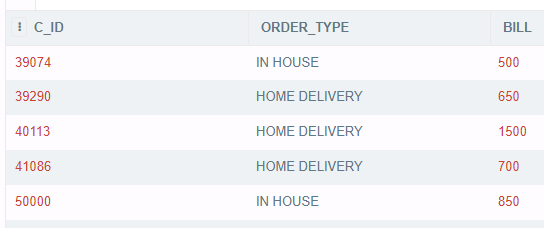 C_ID ORDER_TYPE BILL
39074 IN HOUSE 500
39290 HOME DELIVERY 650
40113 HOME DELIVERY 1500
41086 HOME DELIVERY 700
50000 IN HOUSE 850